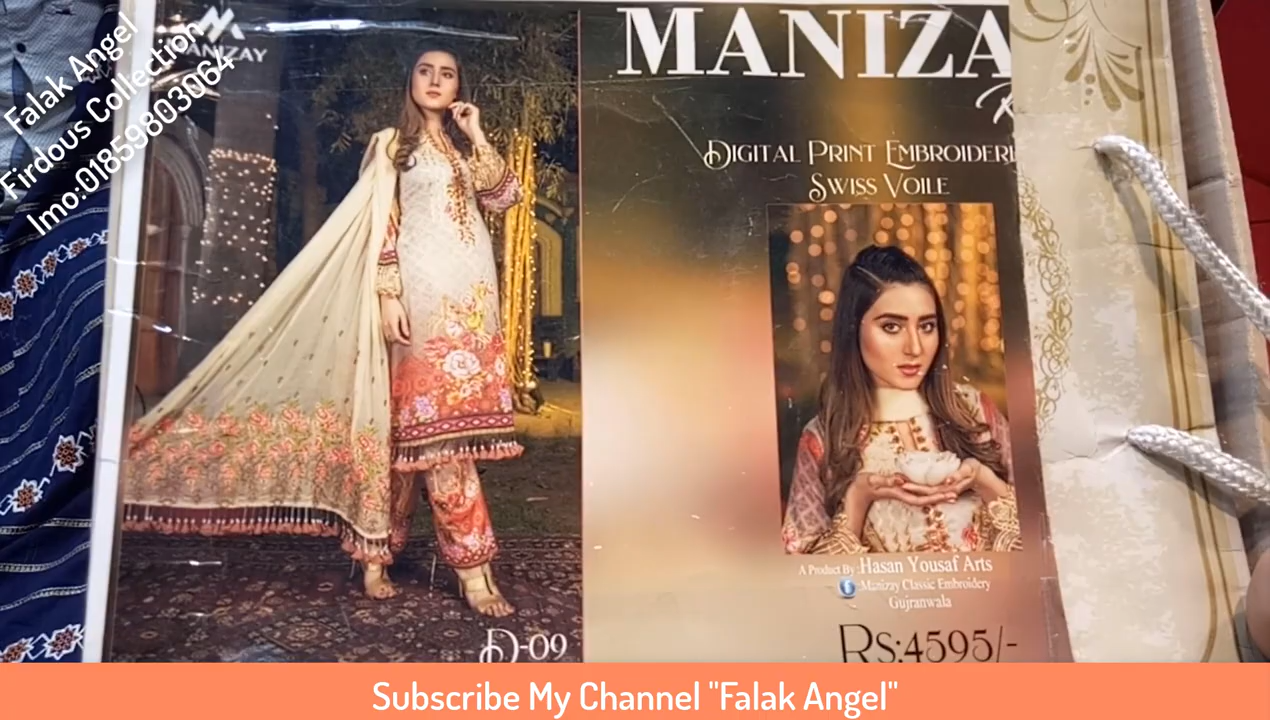 Falak Angel
Firdous Collection
Imo:01859803064
MANIZAY
MANIZA
Digital Print Embroider
Swiss Voile
A Product By : Hasan Yousaf Arts
Manizay Classic Embroidery
Gujranwala
D-09
Rs:4595/-
Subscribe My Channel "Falak Angel"